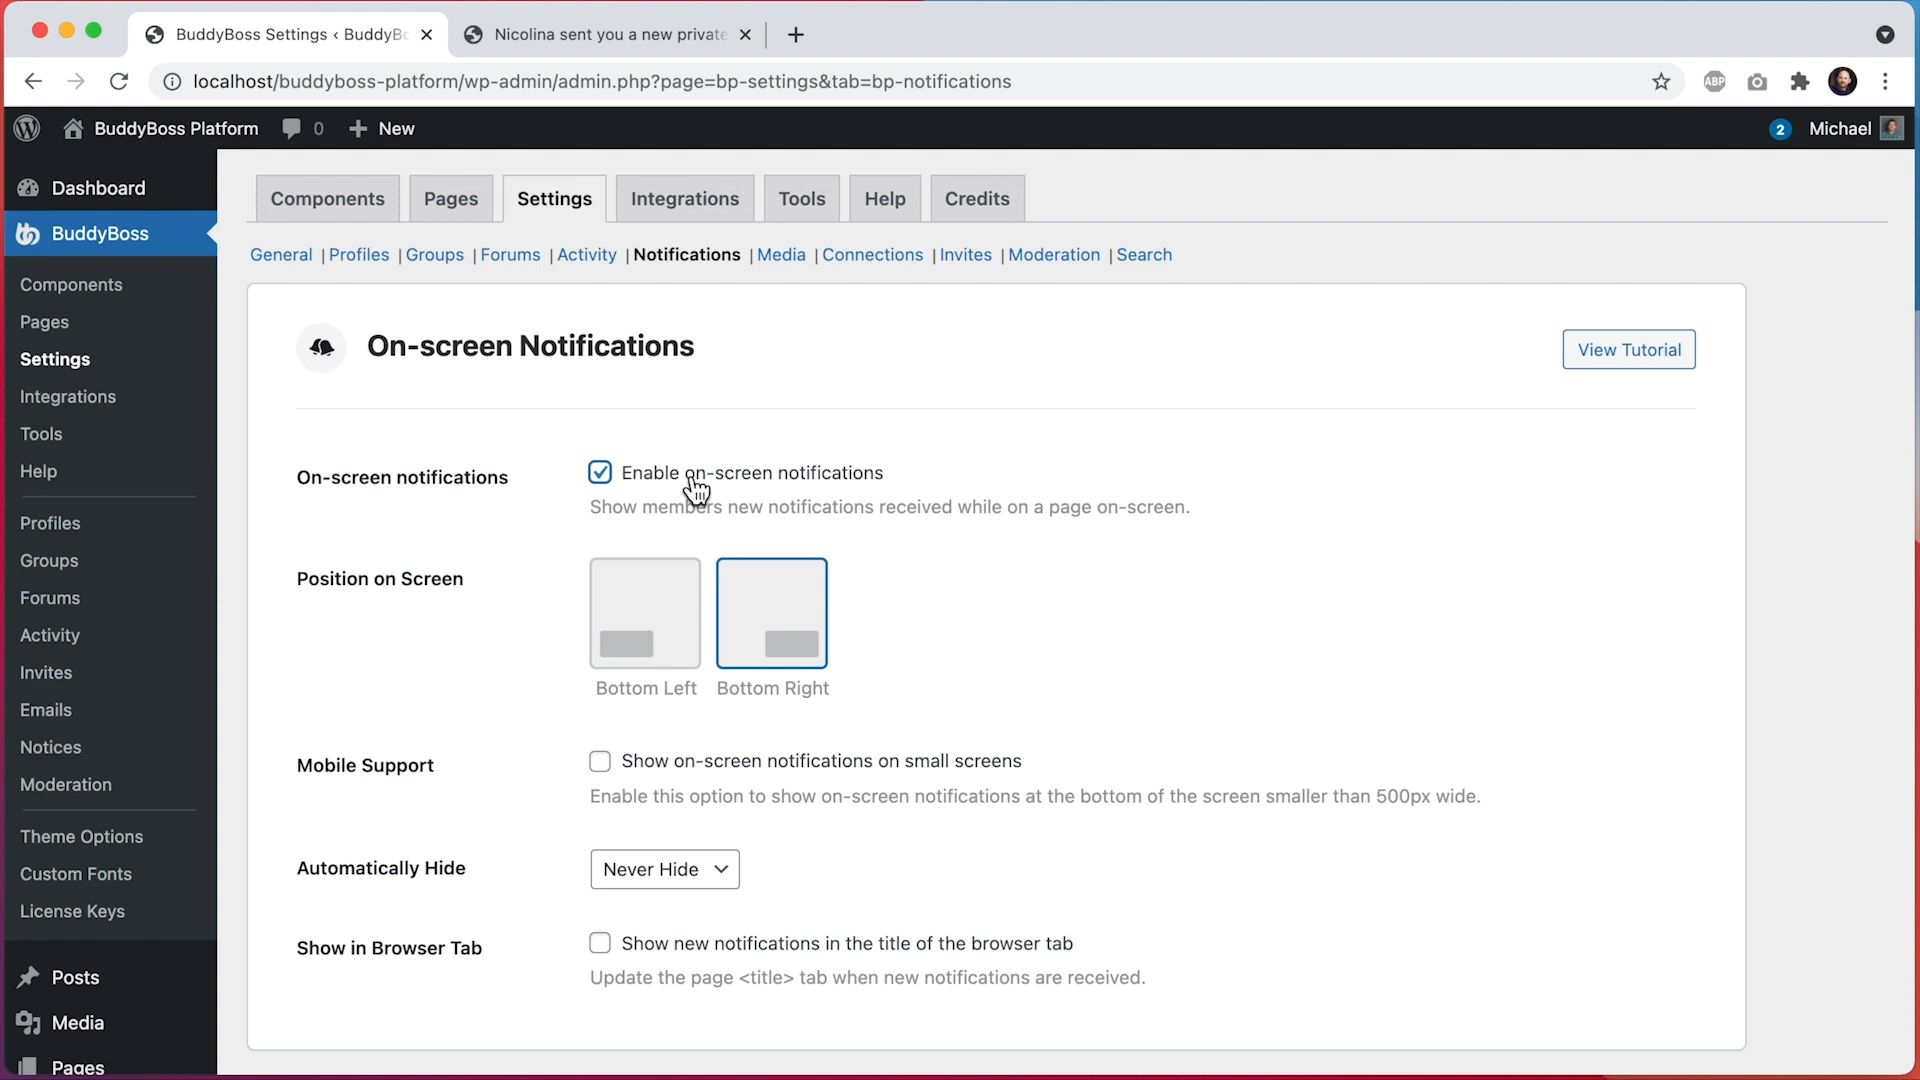 BuddyBoss Settings ‹ BuddyBo
Nicolina sent you a new private
localhost/buddyboss-platform/wp-admin/admin.php?page=bp-settings&tab=bp-notifications
ABP
BuddyBoss Platform
0
New
2
Michael
Dashboard
BuddyBoss
Components
Pages
Settings
Integrations
Tools
Help
Profiles
Groups
Forums
Activity
Invites
Emails
Notices
Moderation
Theme Options
Custom Fonts
License Keys
Posts
Media
Pages
Components
Pages
Settings
Integrations
Tools
Help
Credits
General | Profiles | Groups | Forums | Activity | Notifications | Media | Connections | Invites | Moderation | Search
On-screen Notifications
View Tutorial
On-screen notifications
Enable on-screen notifications
Show members new notifications received while on a page on-screen.
Position on Screen
Bottom Left
Bottom Right
Mobile Support
Show on-screen notifications on small screens
Enable this option to show on-screen notifications at the bottom of the screen smaller than 500px wide.
Automatically Hide
Never Hide
Show in Browser Tab
Show new notifications in the title of the browser tab
Update the page <title> tab when new notifications are received.